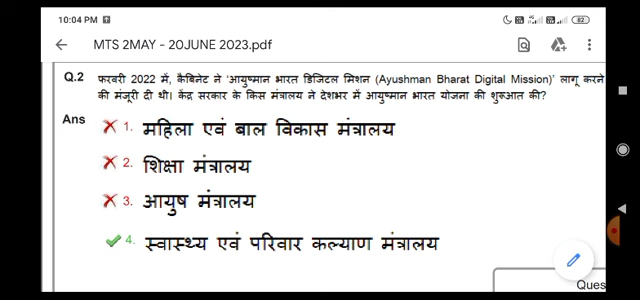 10:04 PM
82
MTS 2MAY - 20JUNE 2023.pdf
Q.2 फरवरी 2022 में, कैबिनेट ने ‘आयुष्मान भारत डिजिटल मिशन (Ayushman Bharat Digital Mission)’ लागू करने
की मंजूरी दी थी। केंद्र सरकार के किस मंत्रालय ने देशभर में आयुष्मान भारत योजना की शुरूआत की?
Ans 1. महिला एवं बाल विकास मंत्रालय
2. शिक्षा मंत्रालय
3. आयुष मंत्रालय
4. स्वास्थ्य एवं परिवार कल्याण मंत्रालय
Ques